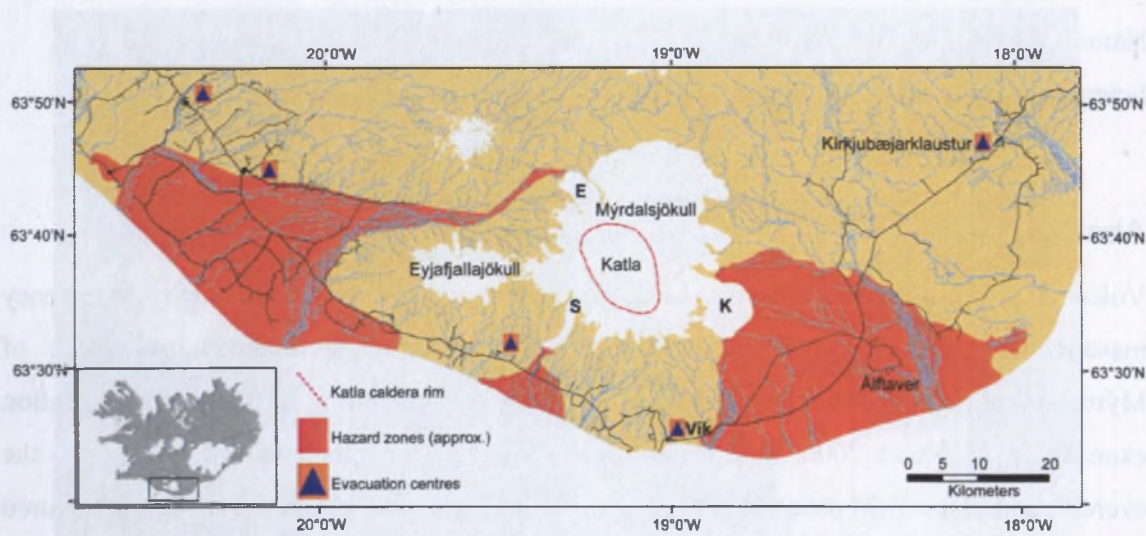 20°0'W
19°0'W
18°0'W
63°50'N
63°50'N
Kirkjubæjarklaustur
E
Mýrdalsjökull
63°40'N
63°40'N
Eyjafjallajökull
Katla
S
K
63°30'N
63°30'N
Álftaver
Vík
Katla caldera rim
Hazard zones (approx.)
Evacuation centres
0 5 10 20
Kilometers
20°0'W
19°0'W
18°0'W
of
the